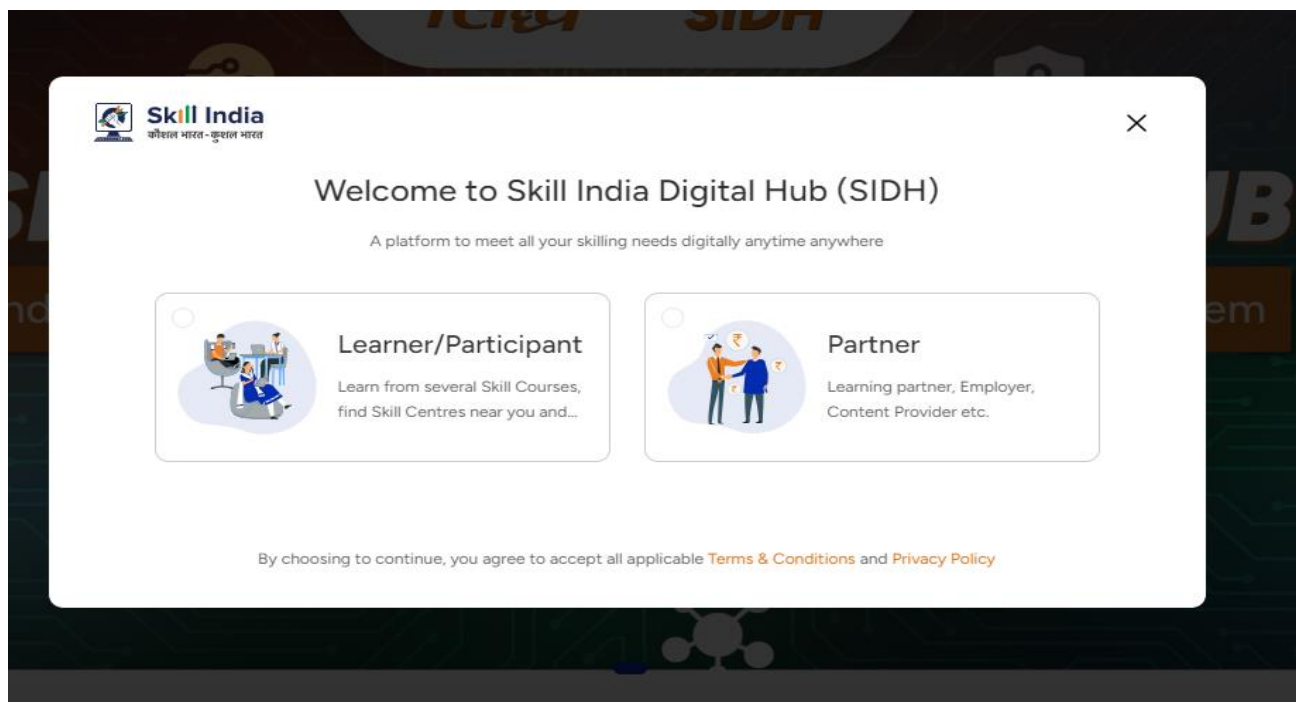 SIDH
Skill India
कौशल भारत-कुशल भारत
Welcome to Skill India Digital Hub (SIDH)
A platform to meet all your skilling needs digitally anytime anywhere
Learner/Participant
Learn from several Skill Courses,
find Skill Centres near you and...
Partner
Learning partner, Employer,
Content Provider etc.
By choosing to continue, you agree to accept all applicable Terms & Conditions and Privacy Policy